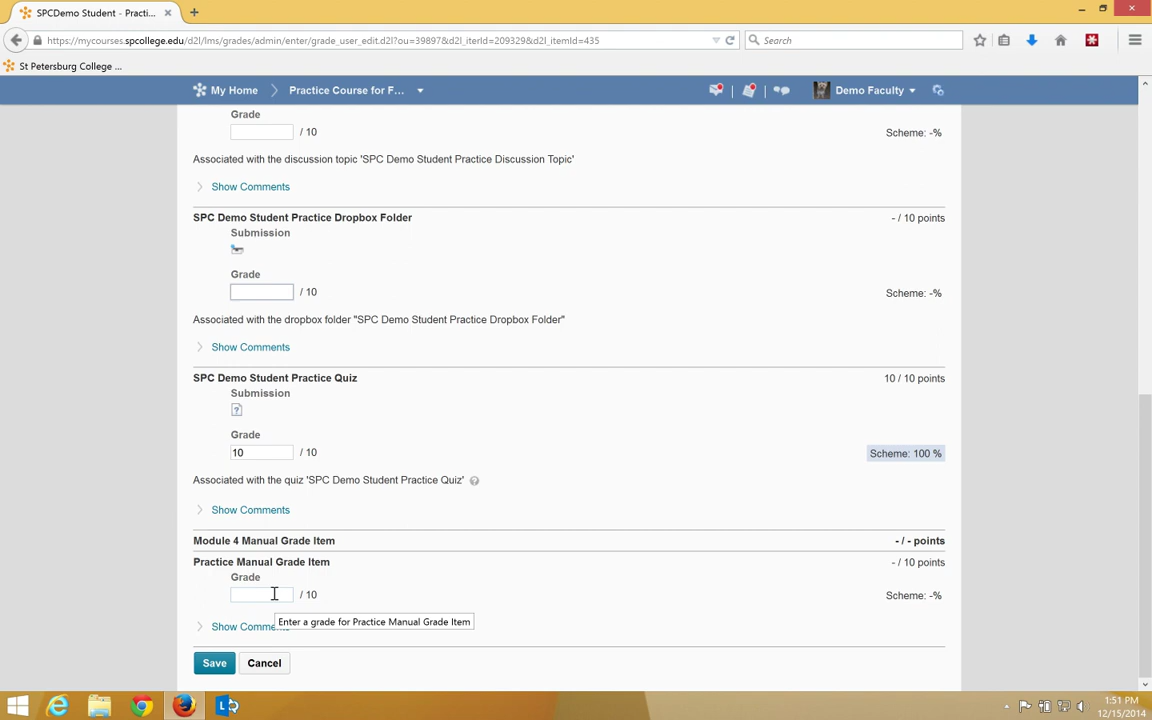 SPCDemo Student - Practi...
https://mycourses.spcollege.edu/d2l/lms/grades/admin/enter/grade_user_edit.d2l?ou=39897&d2l_iterId=209329&d2l_itemId=435
Search
St Petersburg College ...
My Home
Practice Course for F...
Demo Faculty
Grade
/ 10
Scheme: -%
Associated with the discussion topic 'SPC Demo Student Practice Discussion Topic'
Show Comments
SPC Demo Student Practice Dropbox Folder
- / 10 points
Submission
Grade
/ 10
Scheme: -%
Associated with the dropbox folder "SPC Demo Student Practice Dropbox Folder"
Show Comments
SPC Demo Student Practice Quiz
10 / 10 points
Submission
Grade
10 / 10
Scheme: 100 %
Associated with the quiz 'SPC Demo Student Practice Quiz'
Show Comments
Module 4 Manual Grade Item
- / - points
Practice Manual Grade Item
- / 10 points
Grade
/ 10
Scheme: -%
Enter a grade for Practice Manual Grade Item
Show Comme
Save
Cancel
1:51 PM
12/15/2014